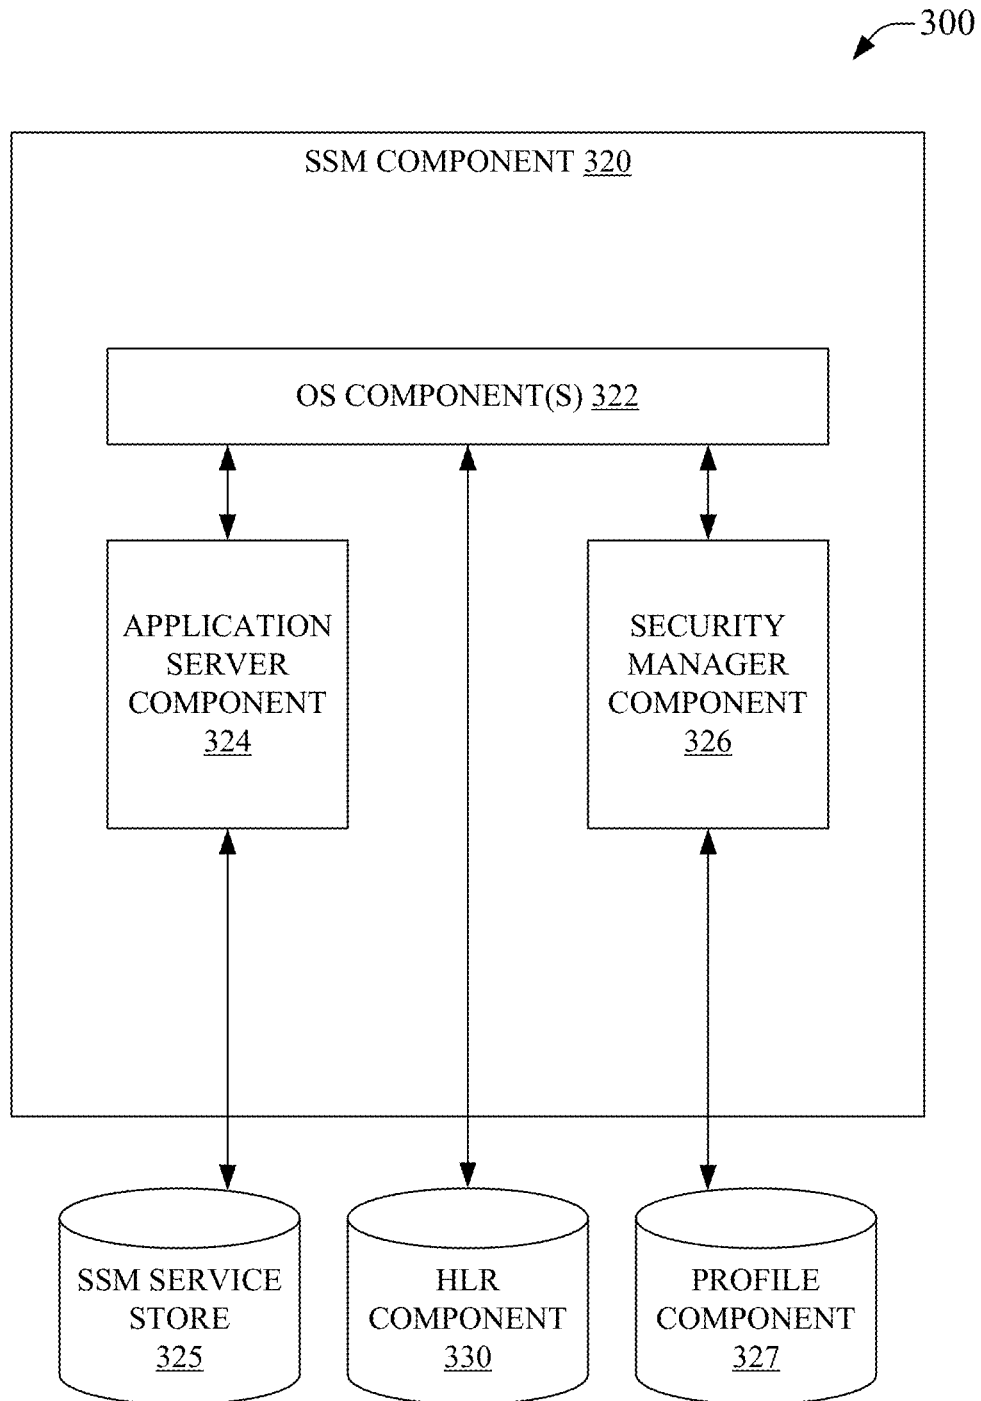 300
SSM COMPONENT 320
OS COMPONENT(S) 322
APPLICATION
SERVER
COMPONENT
324
SECURITY
MANAGER
COMPONENT
326
SSM SERVICE
STORE
325
HLR
COMPONENT
330
PROFILE
COMPONENT
327